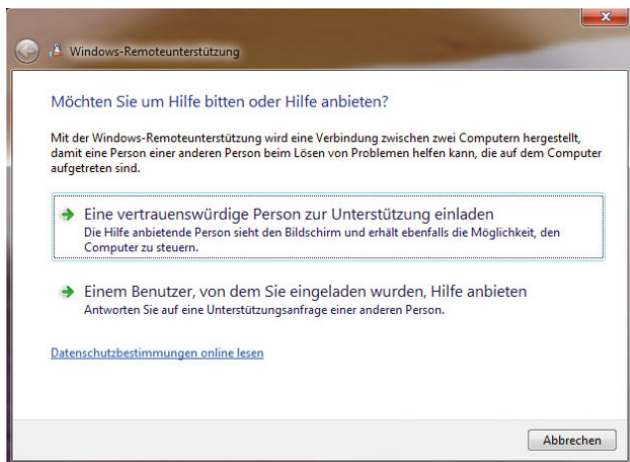 Windows-Remoteunterstützung
Möchten Sie um Hilfe bitten oder Hilfe anbieten?
Mit der Windows-Remoteunterstützung wird eine Verbindung zwischen zwei Computern hergestellt,
damit eine Person einer anderen Person beim Lösen von Problemen helfen kann, die auf dem Computer
aufgetreten sind.
Eine vertrauenswürdige Person zur Unterstützung einladen
Die Hilfe anbietende Person sieht den Bildschirm und erhält ebenfalls die Möglichkeit, den
Computer zu steuern.
Einem Benutzer, von dem Sie eingeladen wurden, Hilfe anbieten
Antworten Sie auf eine Unterstützungsanfrage einer anderen Person.
Datenschutzbestimmungen online lesen
Abbrechen